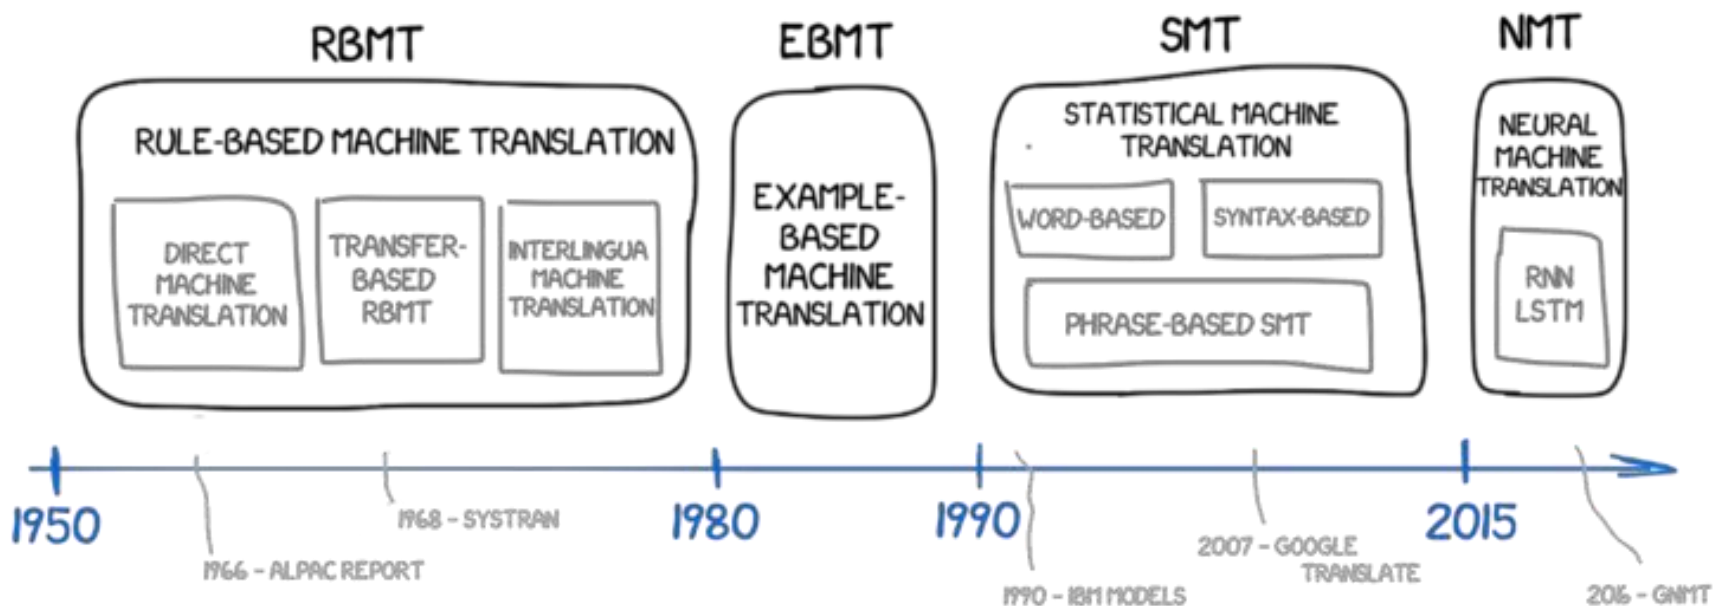 RBMT
EBMT
SMT
NMT
RULE-BASED MACHINE TRANSLATION
DIRECT
MACHINE
TRANSLATION
TRANSFER-
BASED
RBMT
INTERLINGUA
MACHINE
TRANSLATION
EXAMPLE-
BASED
MACHINE
TRANSLATION
STATISTICAL MACHINE
TRANSLATION
WORD-BASED
SYNTAX-BASED
PHRASE-BASED SMT
NEURAL
MACHINE
TRANSLATION
RNN
LSTM
1950
1980
1990
2015
1966 - ALPAC REPORT
1968 - SYSTRAN
1990 - IBM MODELS
2007 - GOOGLE
TRANSLATE
2016 - GNMT